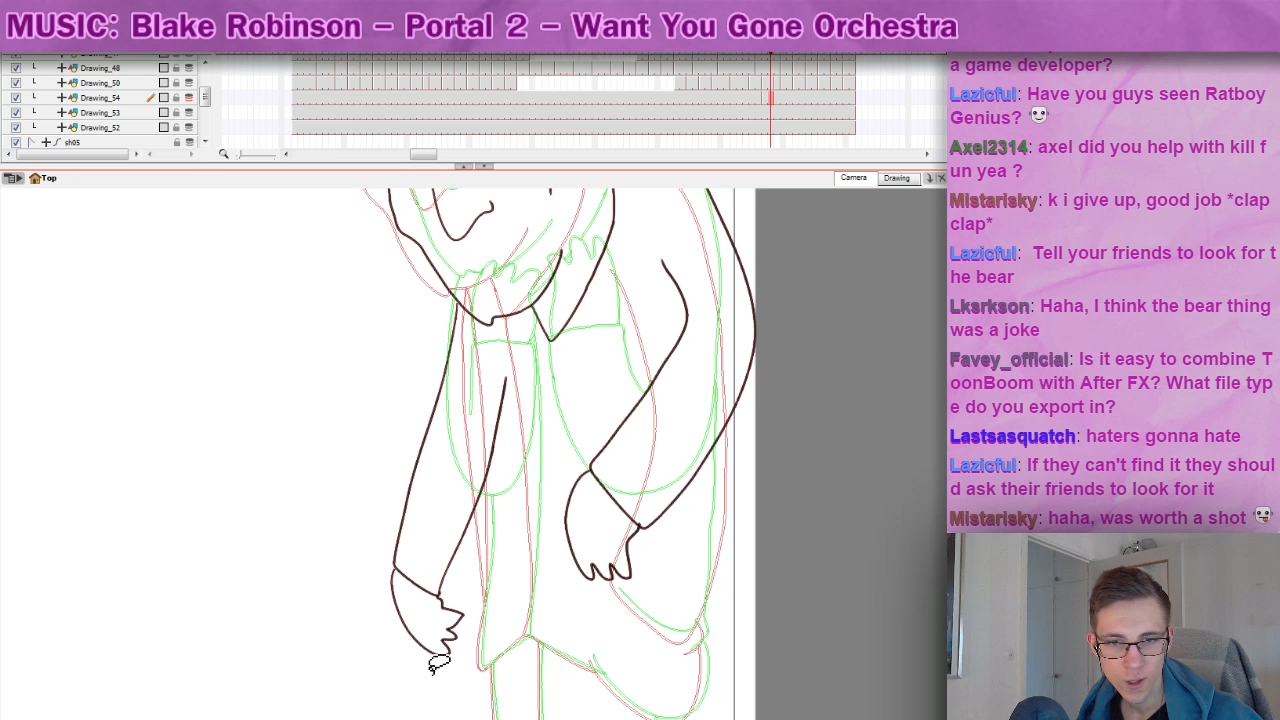 MUSIC: Blake Robinson - Portal 2 - Want You Gone Orchestra
Drawing_48
Drawing_50
Drawing_54
Drawing_53
Drawing_52
sh05
Top
Camera
Drawing
a game developer?
Lazicful: Have you guys seen Ratboy
Genius?
Axel2314: axel did you help with kill f
un yea ?
Mistarisky: k i give up, good job *clap
clap*
Lazicful: Tell your friends to look for t
he bear
Lksrkson: Haha, I think the bear thing
was a joke
Favey_official: Is it easy to combine T
oonBoom with After FX? What file typ
e do you export in?
Lastsasquatch: haters gonna hate
Lazicful: If they can't find it they shoul
d ask their friends to look for it
Mistarisky: haha, was worth a shot